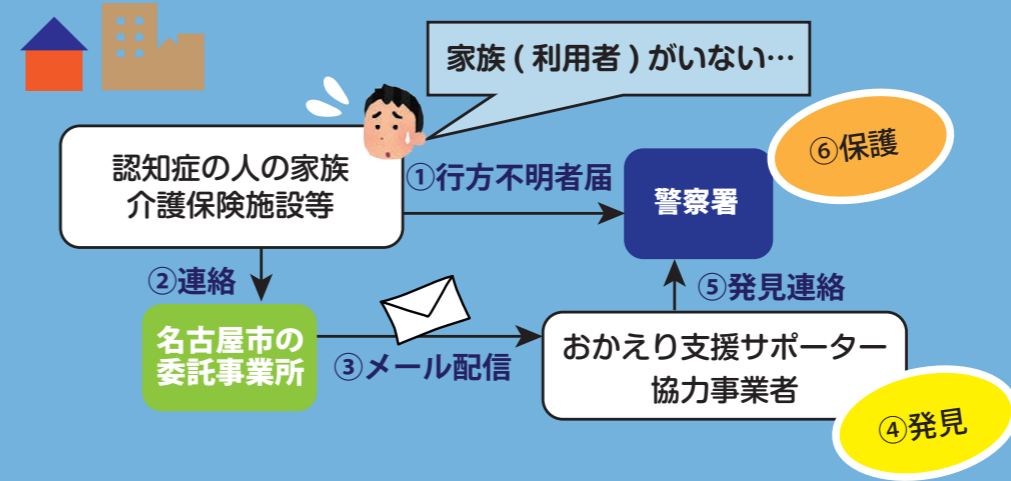 家族(利用者)がいない…
⑥保護
認知症の人の家族
介護保険施設等
①行方不明者届
警察署
②連絡
⑤発見連絡
名古屋市の
委託事業所
③メール配信
おかえり支援サポーター
協力事業者
④発見